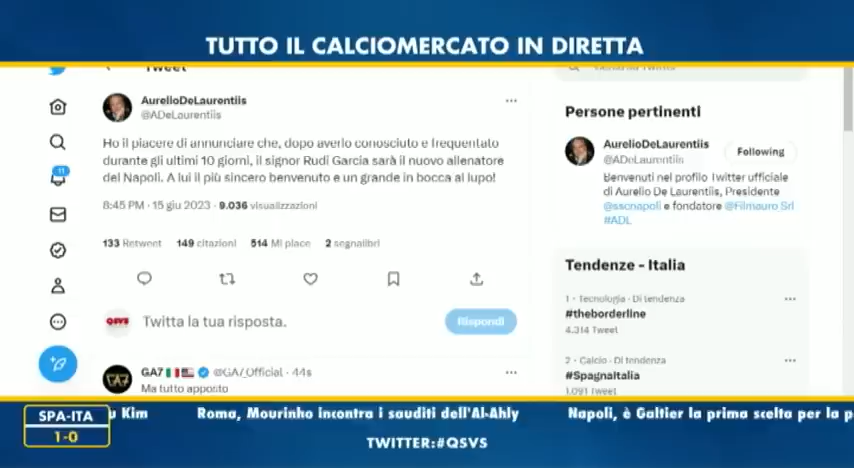 TUTTO IL CALCIOMERCATO IN DIRETTA
Tweet
AurelioDeLaurentiis
@ADeLaurentiis
Ho il piacere di annunciare che, dopo averlo conosciuto e frequentato
durante gli ultimi 10 giorni, il signor Rudi Garcia sarà il nuovo allenatore
del Napoli. A lui il più sincero benvenuto e un grande in bocca al lupo!
8:45 PM · 15 giu 2023 · 9.036 visualizzazioni
133 Retweet 149 citazioni 514 Mi piace 2 segnalibri
QSVS Twitta la tua risposta. Rispondi
GA7 @GA7_Official · 44s
Ma tutto apposto
11
Persone pertinenti
AurelioDeLaurentiis
@ADeLaurentiis
Following
Benvenuti nel profilo Twitter ufficiale
di Aurelio De Laurentiis, Presidente
@sscnapoli e fondatore @Filmauro Srl
#ADL
Tendenze - Italia
1 · Tecnologia · Di tendenza
#theborderline
4.314 Tweet
2 · Calcio · Di tendenza
#SpagnaItalia
1.091 Tweet
SPA-ITA
1-0
u Kim Roma, Mourinho incontra i sauditi dell'Al-Ahly Napoli, è Galtier la prima scelta per la p
TWITTER:#QSVS